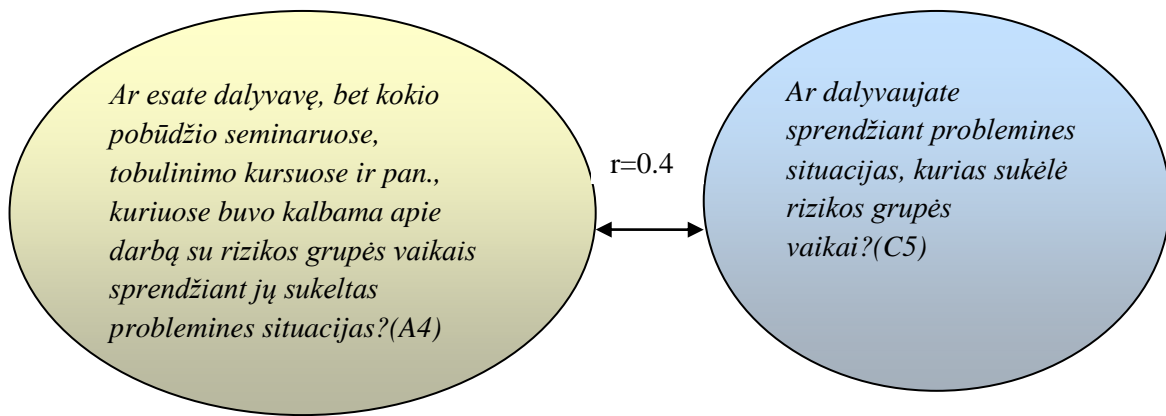 Ar esate dalyvavę, bet kokio
pobūdžio seminaruose,
tobulinimo kursuose ir pan.,
kuriuose buvo kalbama apie
darbą su rizikos grupės vaikais
sprendžiant jų sukeltas
problemines situacijas?(A4)
r=0.4
Ar dalyvaujate
sprendžiant problemines
situacijas, kurias sukėlė
rizikos grupės
vaikai?(C5)